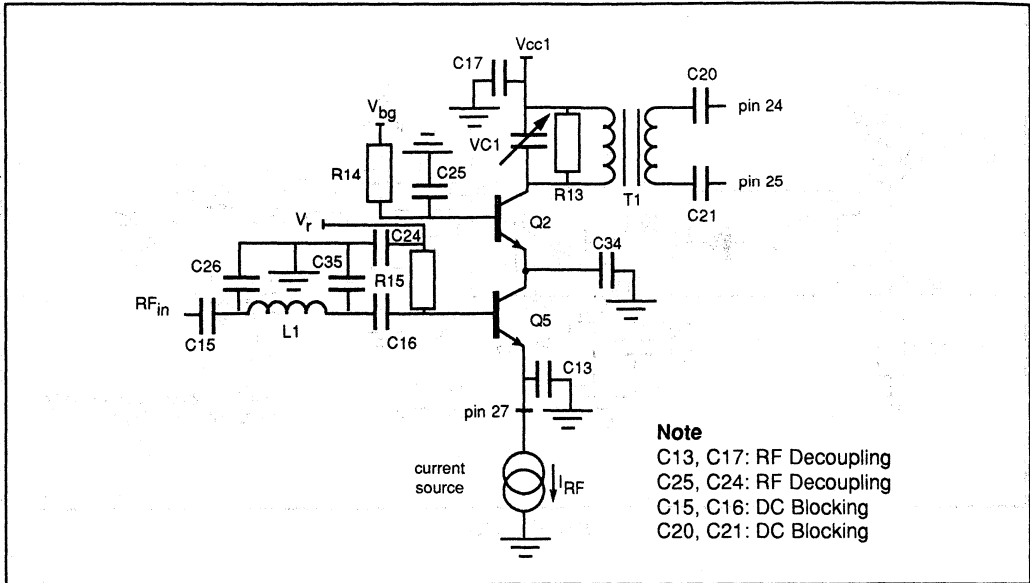 Vcc1
C17
C20
pin 24
Vbg
VC1
R14
C25
R13
T1
pin 25
C21
Vr
Q2
C24
C34
C26
C35
R15
RFin
L1
Q5
C15
C16
C13
pin 27
Note
C13, C17: RF Decoupling
current
source
IRF
C25, C24: RF Decoupling
C15, C16: DC Blocking
C20, C21: DC Blocking